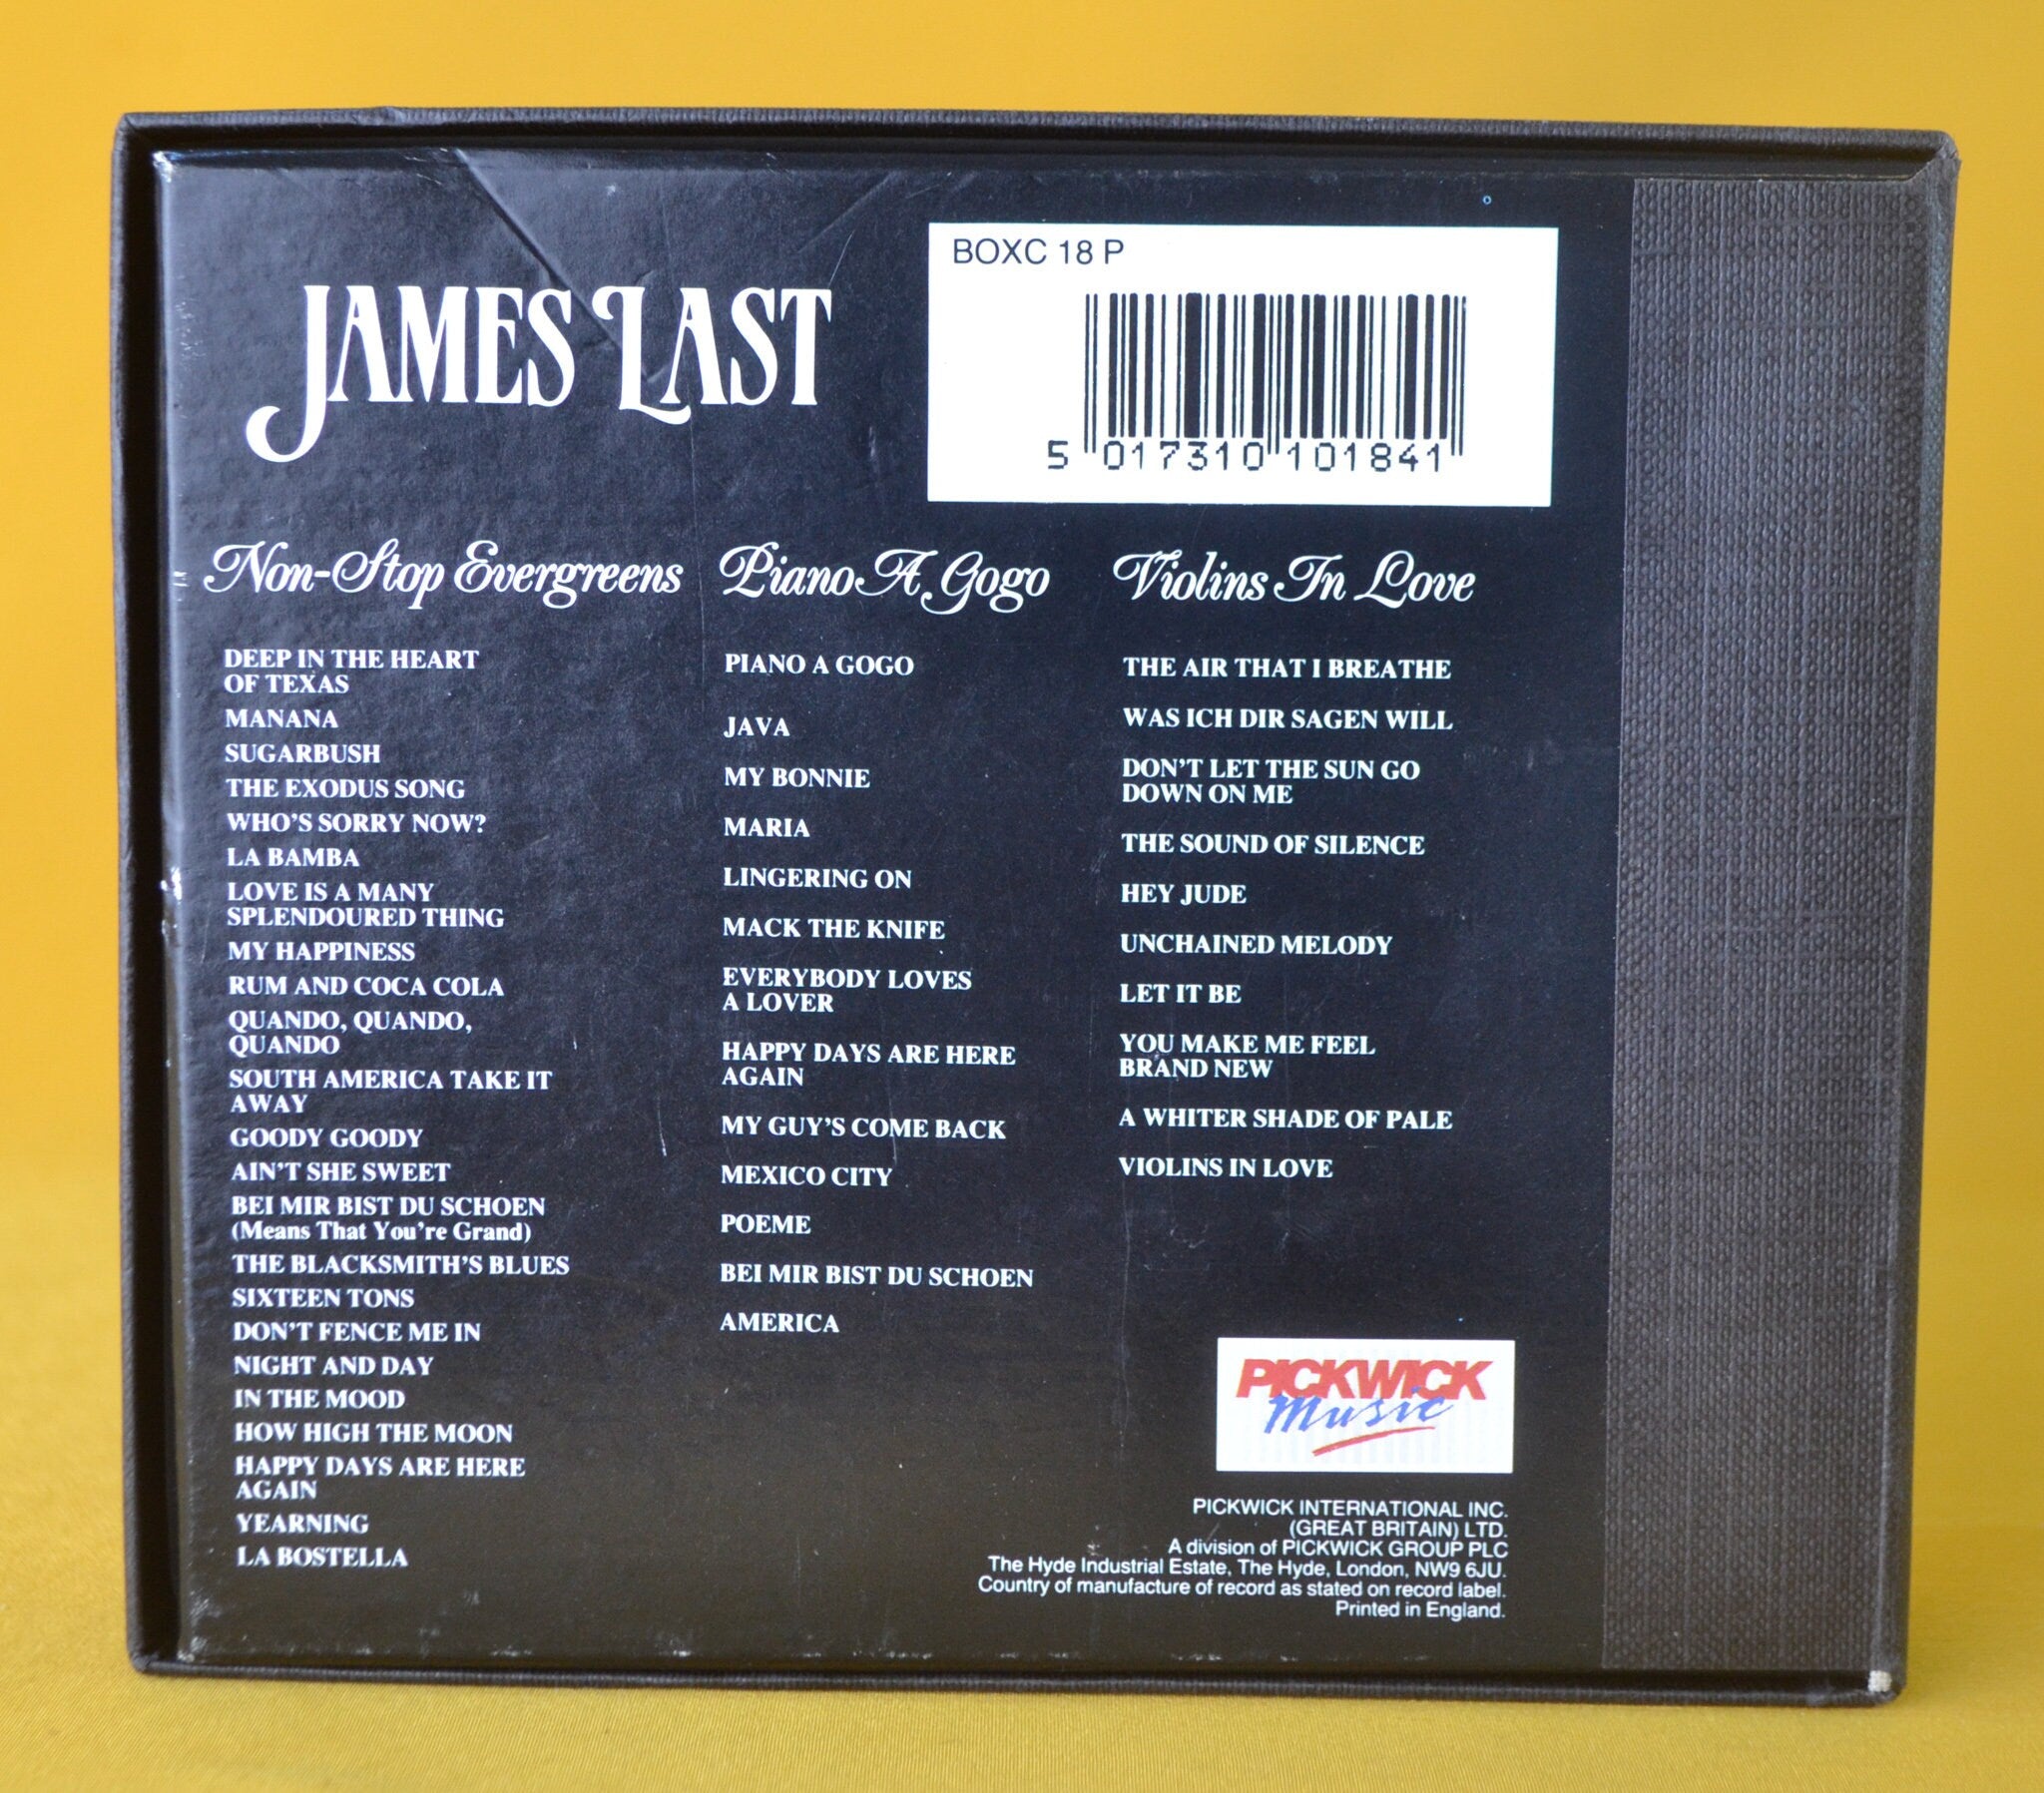 JAMES LAST
BOXC 18 P
5 017310 101841
Non-Stop Evergreens
DEEP IN THE HEART
OF TEXAS
MANANA
SUGARBUSH
THE EXODUS SONG
WHO'S SORRY NOW?
LA BAMBA
LOVE IS A MANY
SPLENDOURED THING
MY HAPPINESS
RUM AND COCA COLA
QUANDO, QUANDO,
QUANDO
SOUTH AMERICA TAKE IT
AWAY
GOODY GOODY
AIN'T SHE SWEET
BEI MIR BIST DU SCHOEN
(Means That You're Grand)
THE BLACKSMITH'S BLUES
SIXTEEN TONS
DON'T FENCE ME IN
NIGHT AND DAY
IN THE MOOD
HOW HIGH THE MOON
HAPPY DAYS ARE HERE
AGAIN
YEARNING
LA BOSTELLA
Piano A Gogo
PIANO A GOGO
JAVA
MY BONNIE
MARIA
LINGERING ON
MACK THE KNIFE
EVERYBODY LOVES
A LOVER
HAPPY DAYS ARE HERE
AGAIN
MY GUY'S COME BACK
MEXICO CITY
POEME
BEI MIR BIST DU SCHOEN
AMERICA
Violins In Love
THE AIR THAT I BREATHE
WAS ICH DIR SAGEN WILL
DON'T LET THE SUN GO
DOWN ON ME
THE SOUND OF SILENCE
HEY JUDE
UNCHAINED MELODY
LET IT BE
YOU MAKE ME FEEL
BRAND NEW
A WHITER SHADE OF PALE
VIOLINS IN LOVE
PICKWICK
Music
PICKWICK INTERNATIONAL INC.
(GREAT BRITAIN) LTD.
A division of PICKWICK GROUP PLC
The Hyde Industrial Estate, The Hyde, London, NW9 6JU.
Country of manufacture of record as stated on record label.
Printed in England.